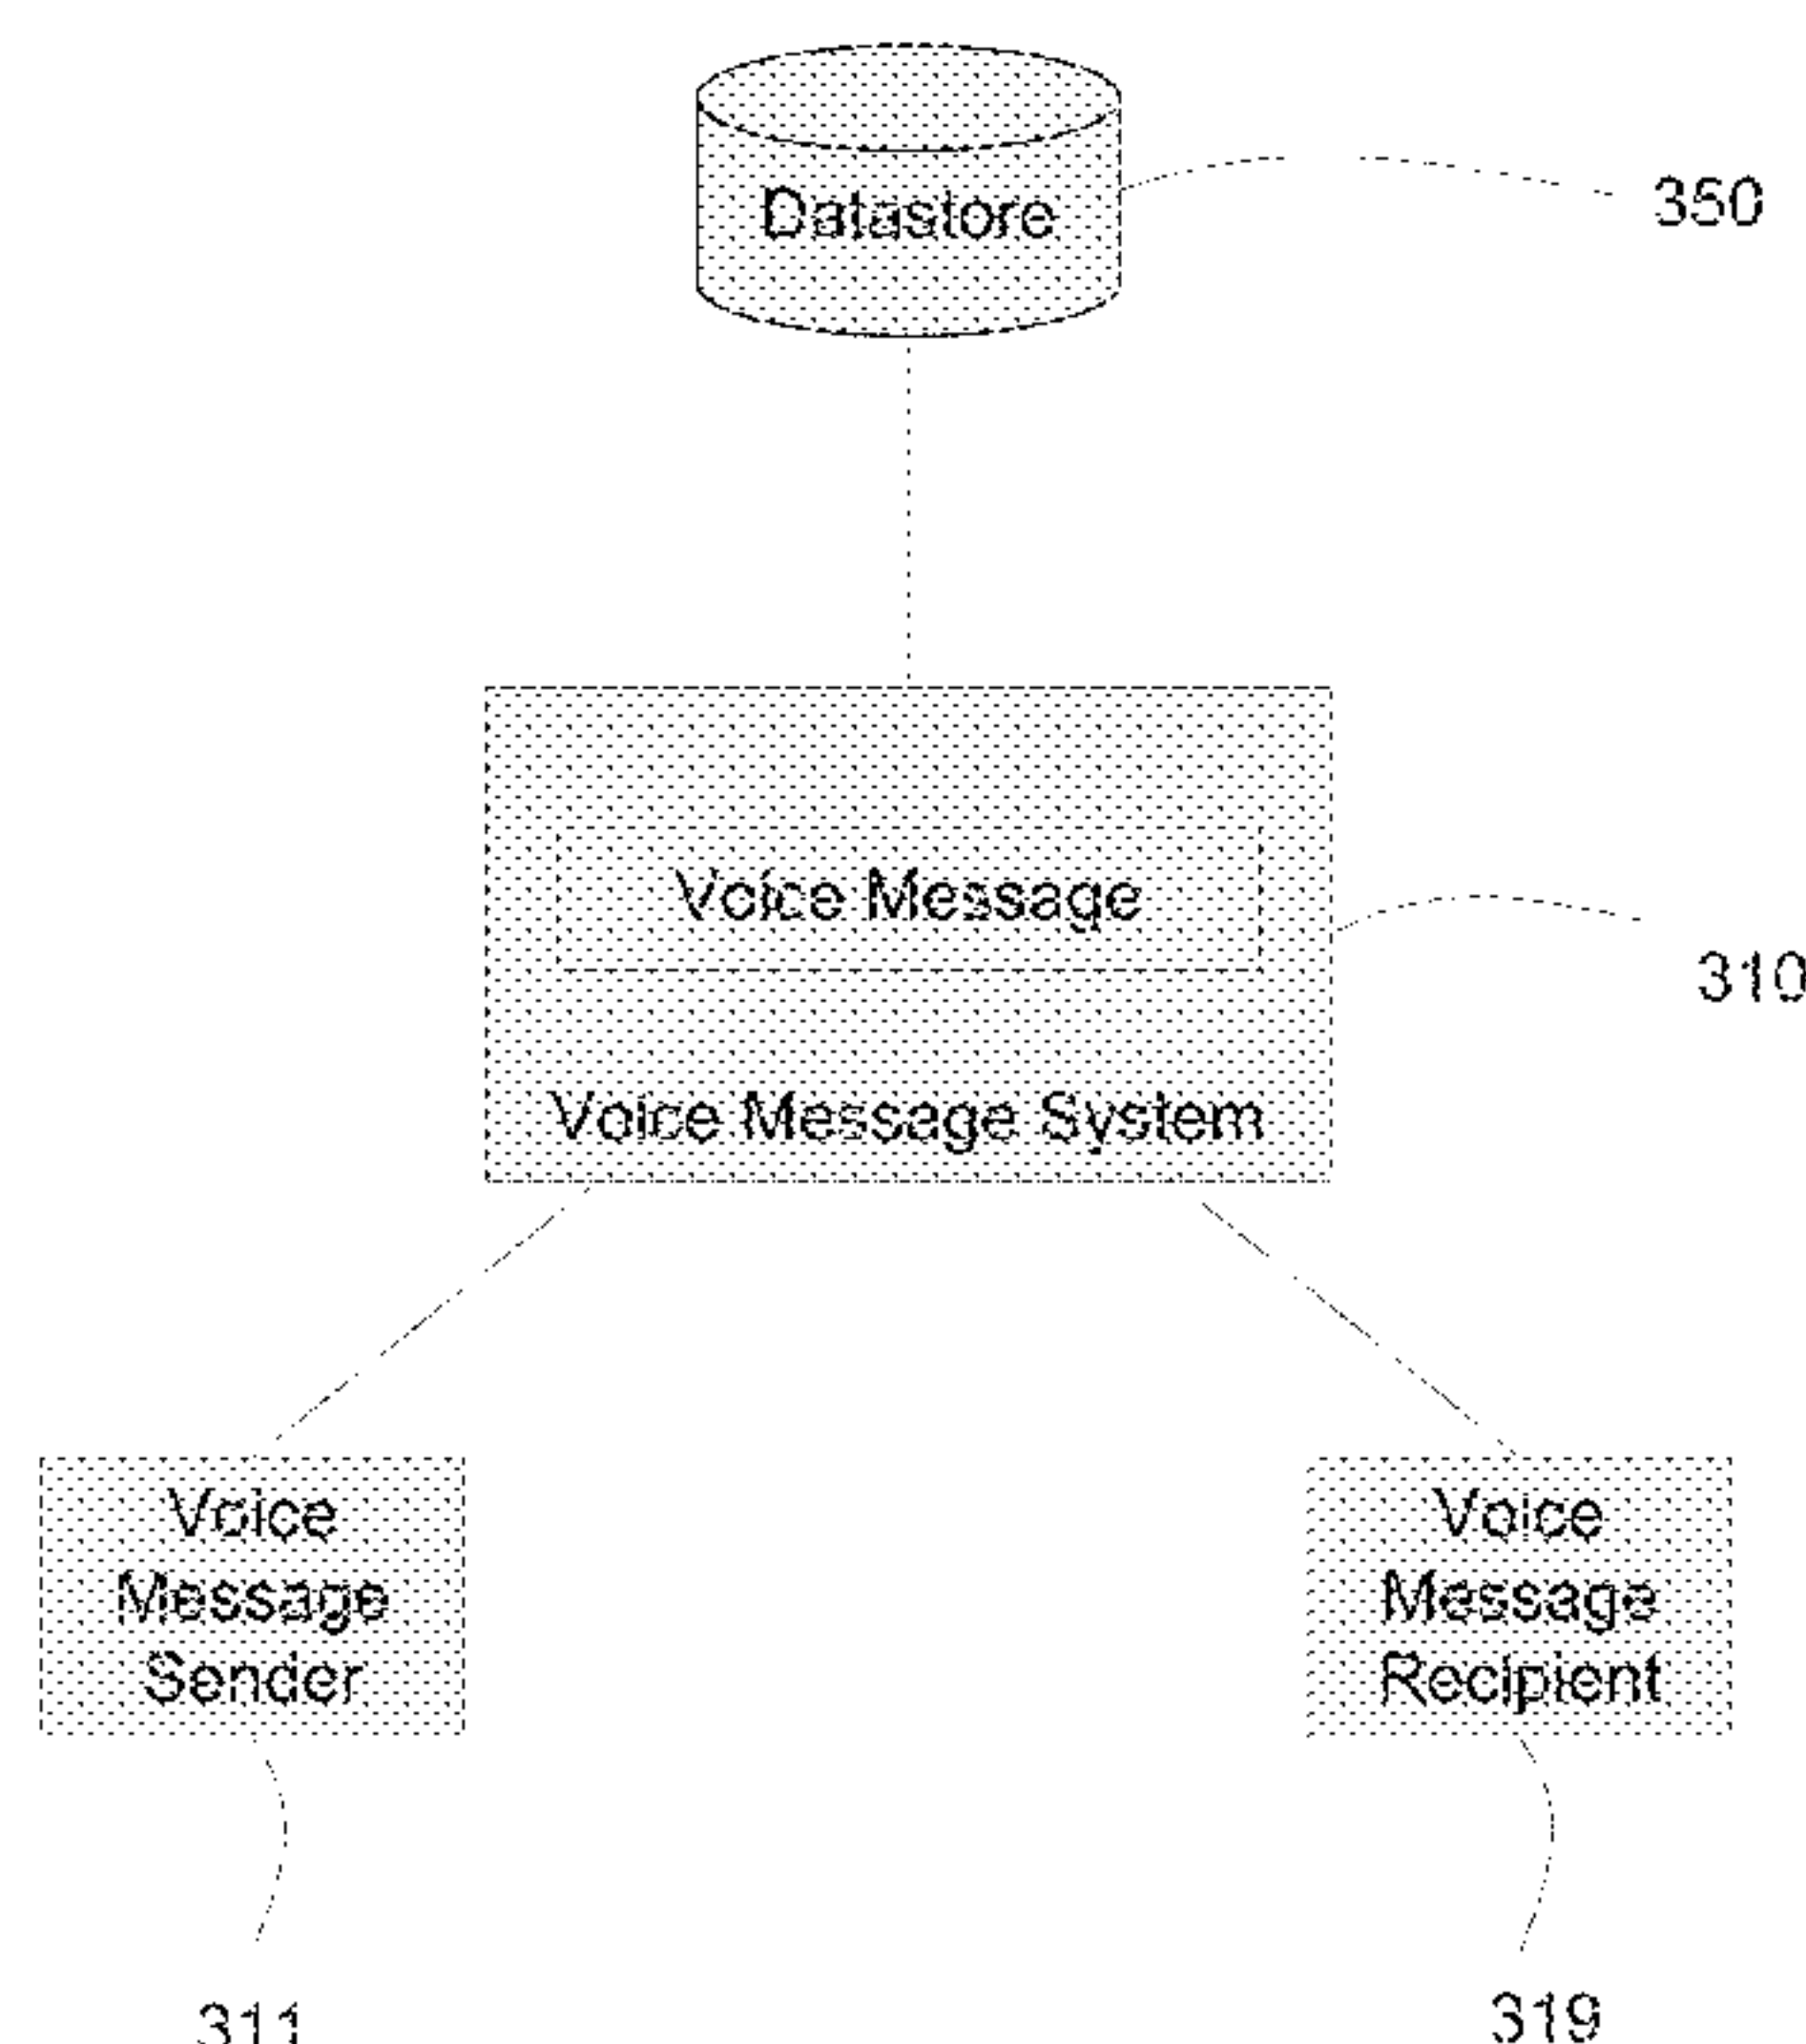 Datastore
350
Voice Message
310
Voice Message System
Voice
Message
Sender
Voice
Message
Recipient
311
319